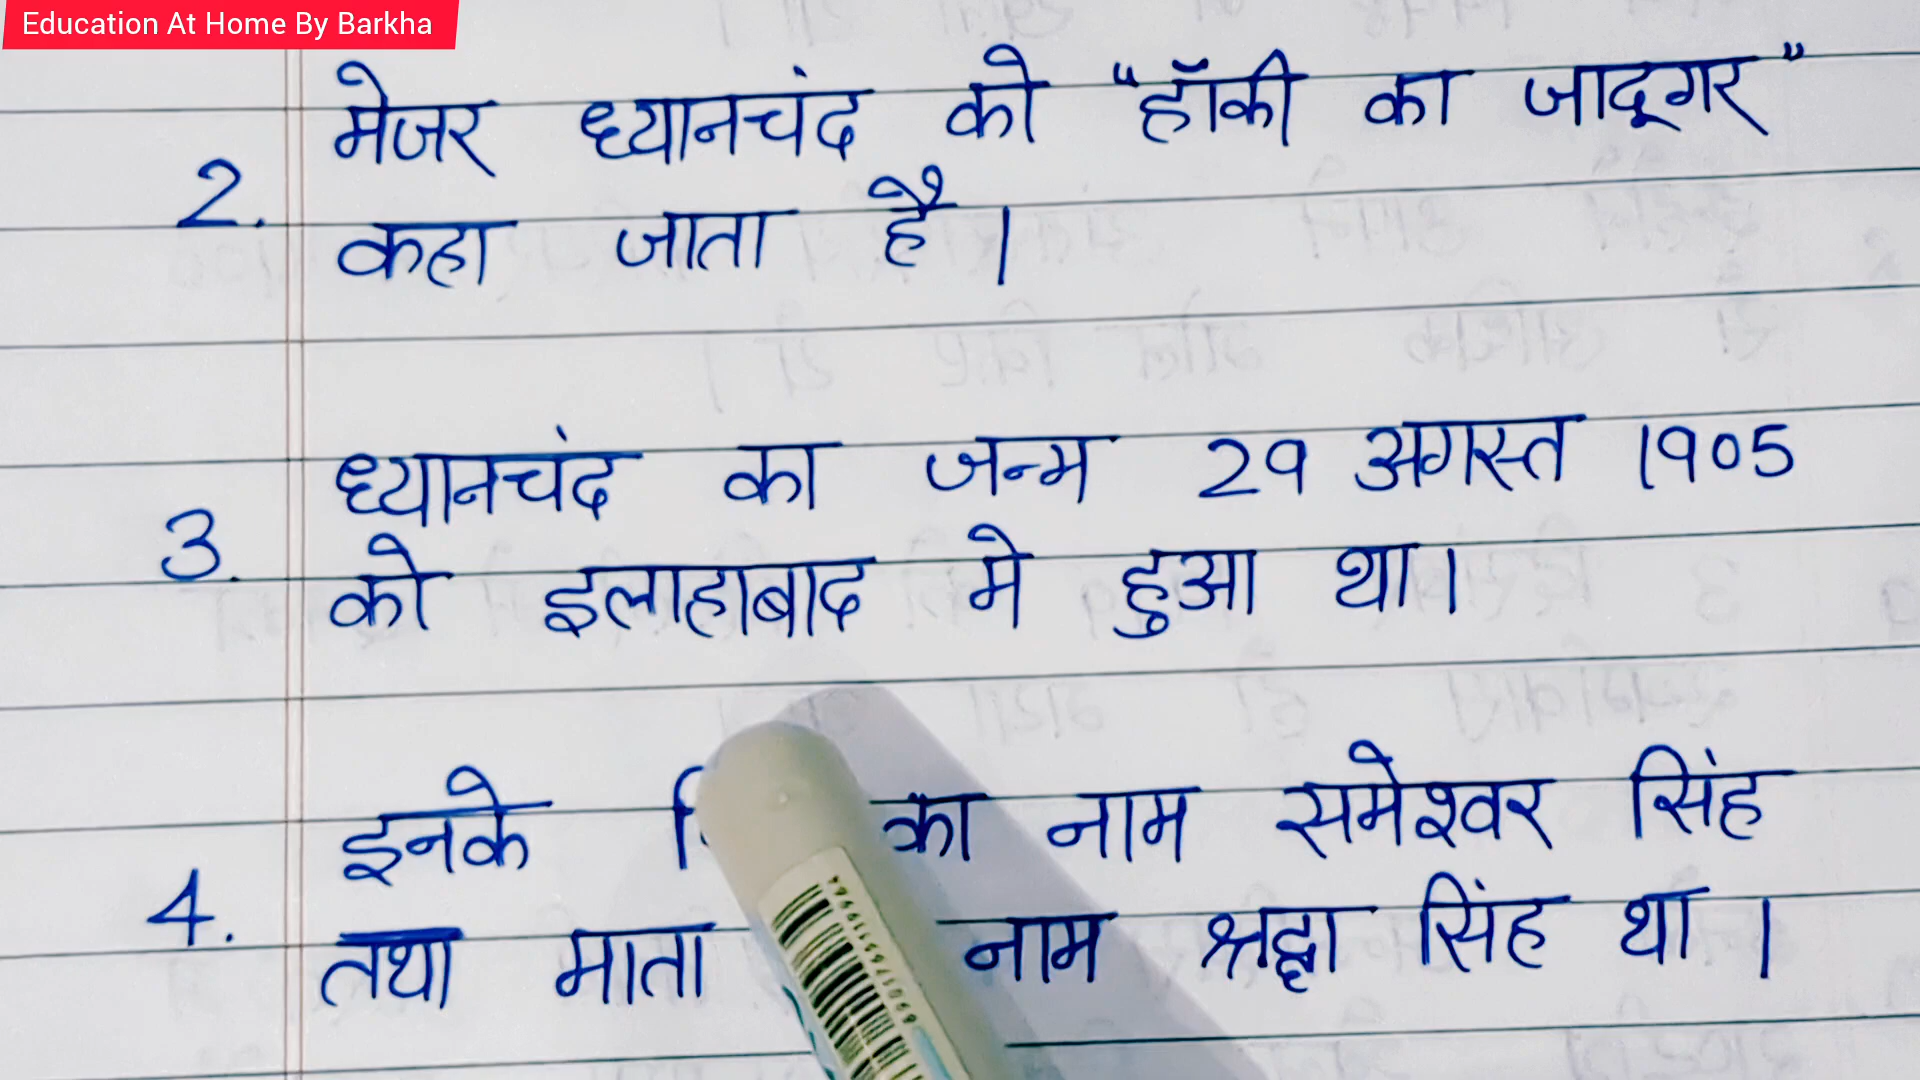 Education At Home By Barkha
मेजर ध्यानचंद को "हॉकी का जादूगर"
2.
कहा जाता है।
ध्यानचंद का जन्म 29 अगस्त 1905
3.
को इलाहाबाद मे हुआ था।
इनके का नाम समेश्वर सिंह
4.
तथा माता नाम श्रद्धा सिंह था।